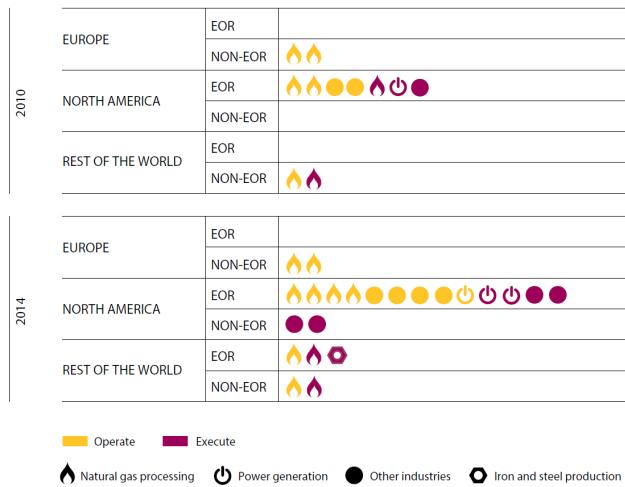 2010
EUROPE
EOR
NON-EOR
NORTH AMERICA
EOR
NON-EOR
REST OF THE WORLD
EOR
NON-EOR
2014
EUROPE
EOR
NON-EOR
NORTH AMERICA
EOR
NON-EOR
REST OF THE WORLD
EOR
NON-EOR
Operate Execute
Natural gas processing Power generation Other industries Iron and steel production